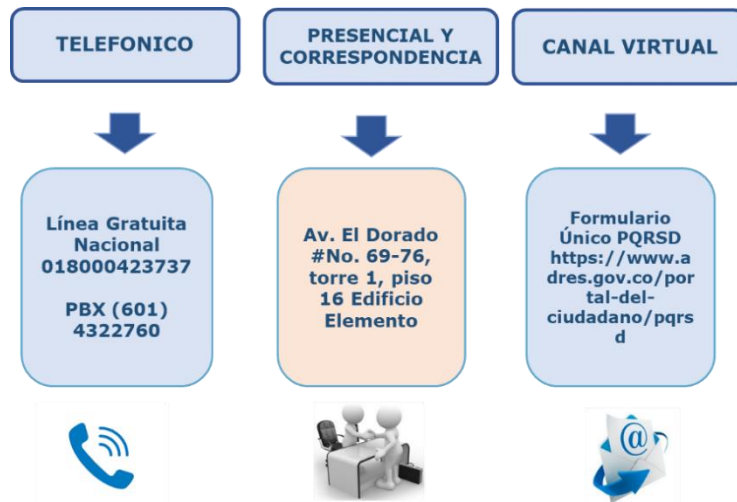 TELEFONICO
PRESENCIAL Y
CORRESPONDENCIA
CANAL VIRTUAL
Línea Gratuita
Nacional
018000423737
PBX (601)
4322760
Av. El Dorado
#No. 69-76,
torre 1, piso
16 Edificio
Elemento
Formulario
Único PQRSD
https://www.a
dres.gov.co/por
tal-del-
ciudadano/pqrs
d
@